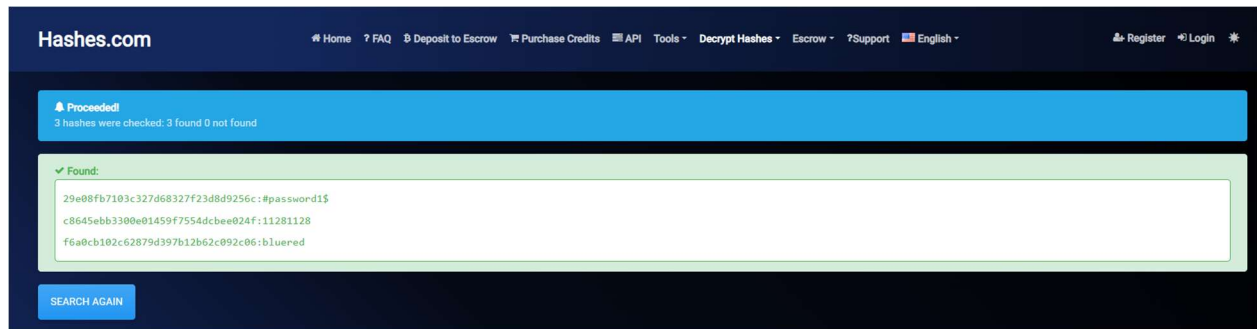 Hashes.com
Home ? FAQ Deposit to Escrow Purchase Credits API Tools Decrypt Hashes Escrow ?Support English Register Login
Proceeded!
3 hashes were checked: 3 found 0 not found
Found:
29e08fb7103c327d68327f23d8d9256c:#password1$
c8645ebb3300e01459f7554dcbee024f:11281128
f6a0cb102c62879d397b12b62c092c06:bluered
SEARCH AGAIN